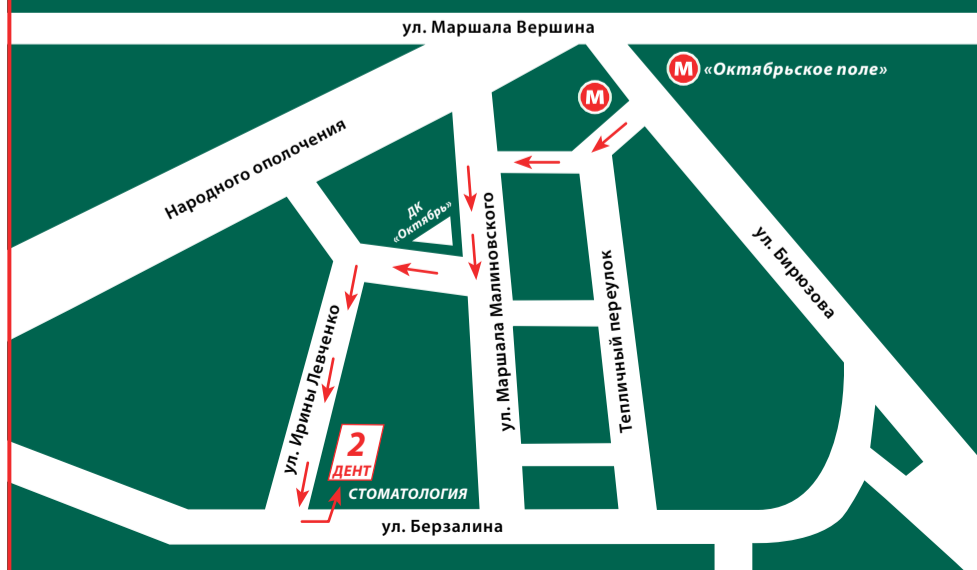 ул. Маршала Вершина
М «Октябрьское поле»
М
Народного ополочения
ДК
«Октябрь»
ул. Маршала Малиновского
Тепличный переулок
ул. Бирюзова
ул. Ирины Левченко
2
ДЕНТ
СТОМАТОЛОГИЯ
ул. Берзалина